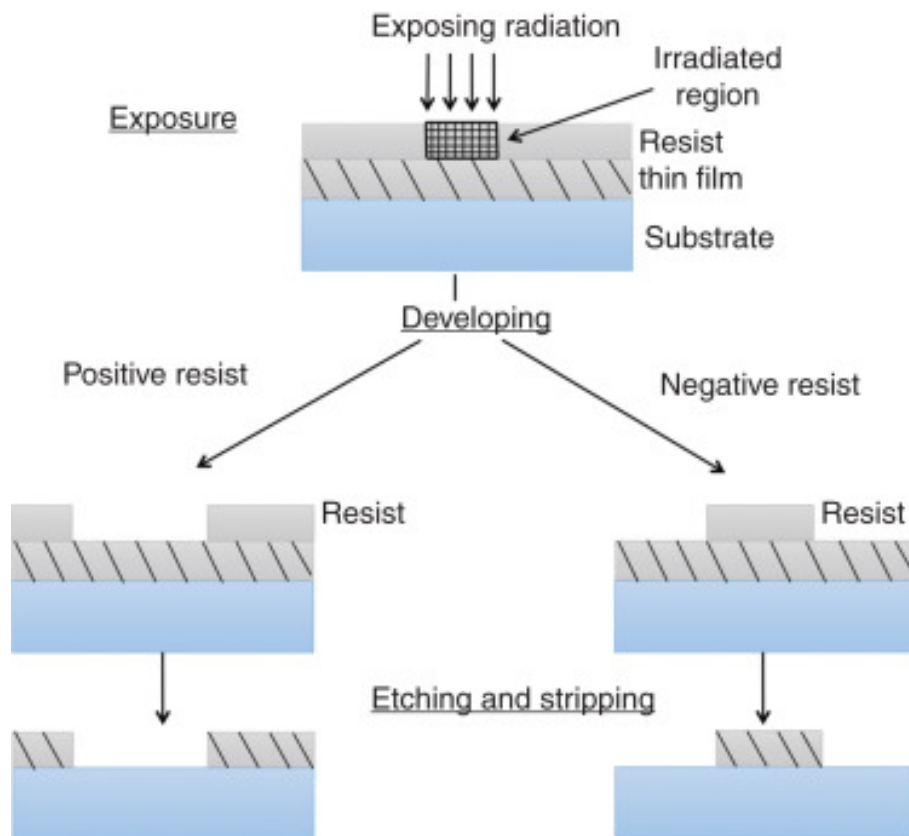 Exposing radiation
Irradiated
region
Exposure
Resist
thin film
Substrate
Developing
Positive resist
Negative resist
Resist
Resist
Etching and stripping